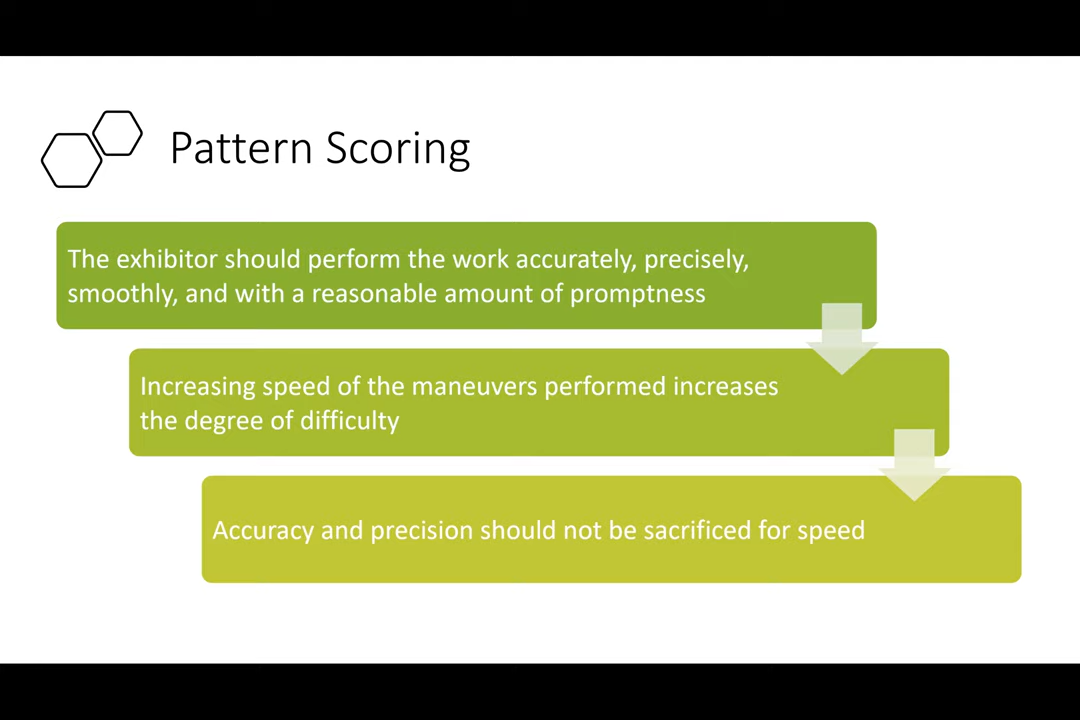 Pattern Scoring
The exhibitor should perform the work accurately, precisely,
smoothly, and with a reasonable amount of promptness
Increasing speed of the maneuvers performed increases
the degree of difficulty
Accuracy and precision should not be sacrificed for speed